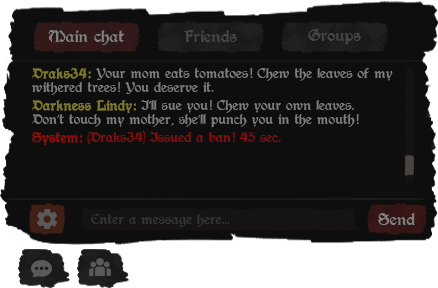 Main chat
Friends
Groups
Draks34: Your mom eats tomatoes! Chew the leaves of my
withered trees! You deserve it.
Darkness Lindy: I'll sue you! Chew your own leaves.
Don't touch my mother, she'll punch you in the mouth!
System: (Draks34) Issued a ban! 45 sec.
Enter a message here...
Send